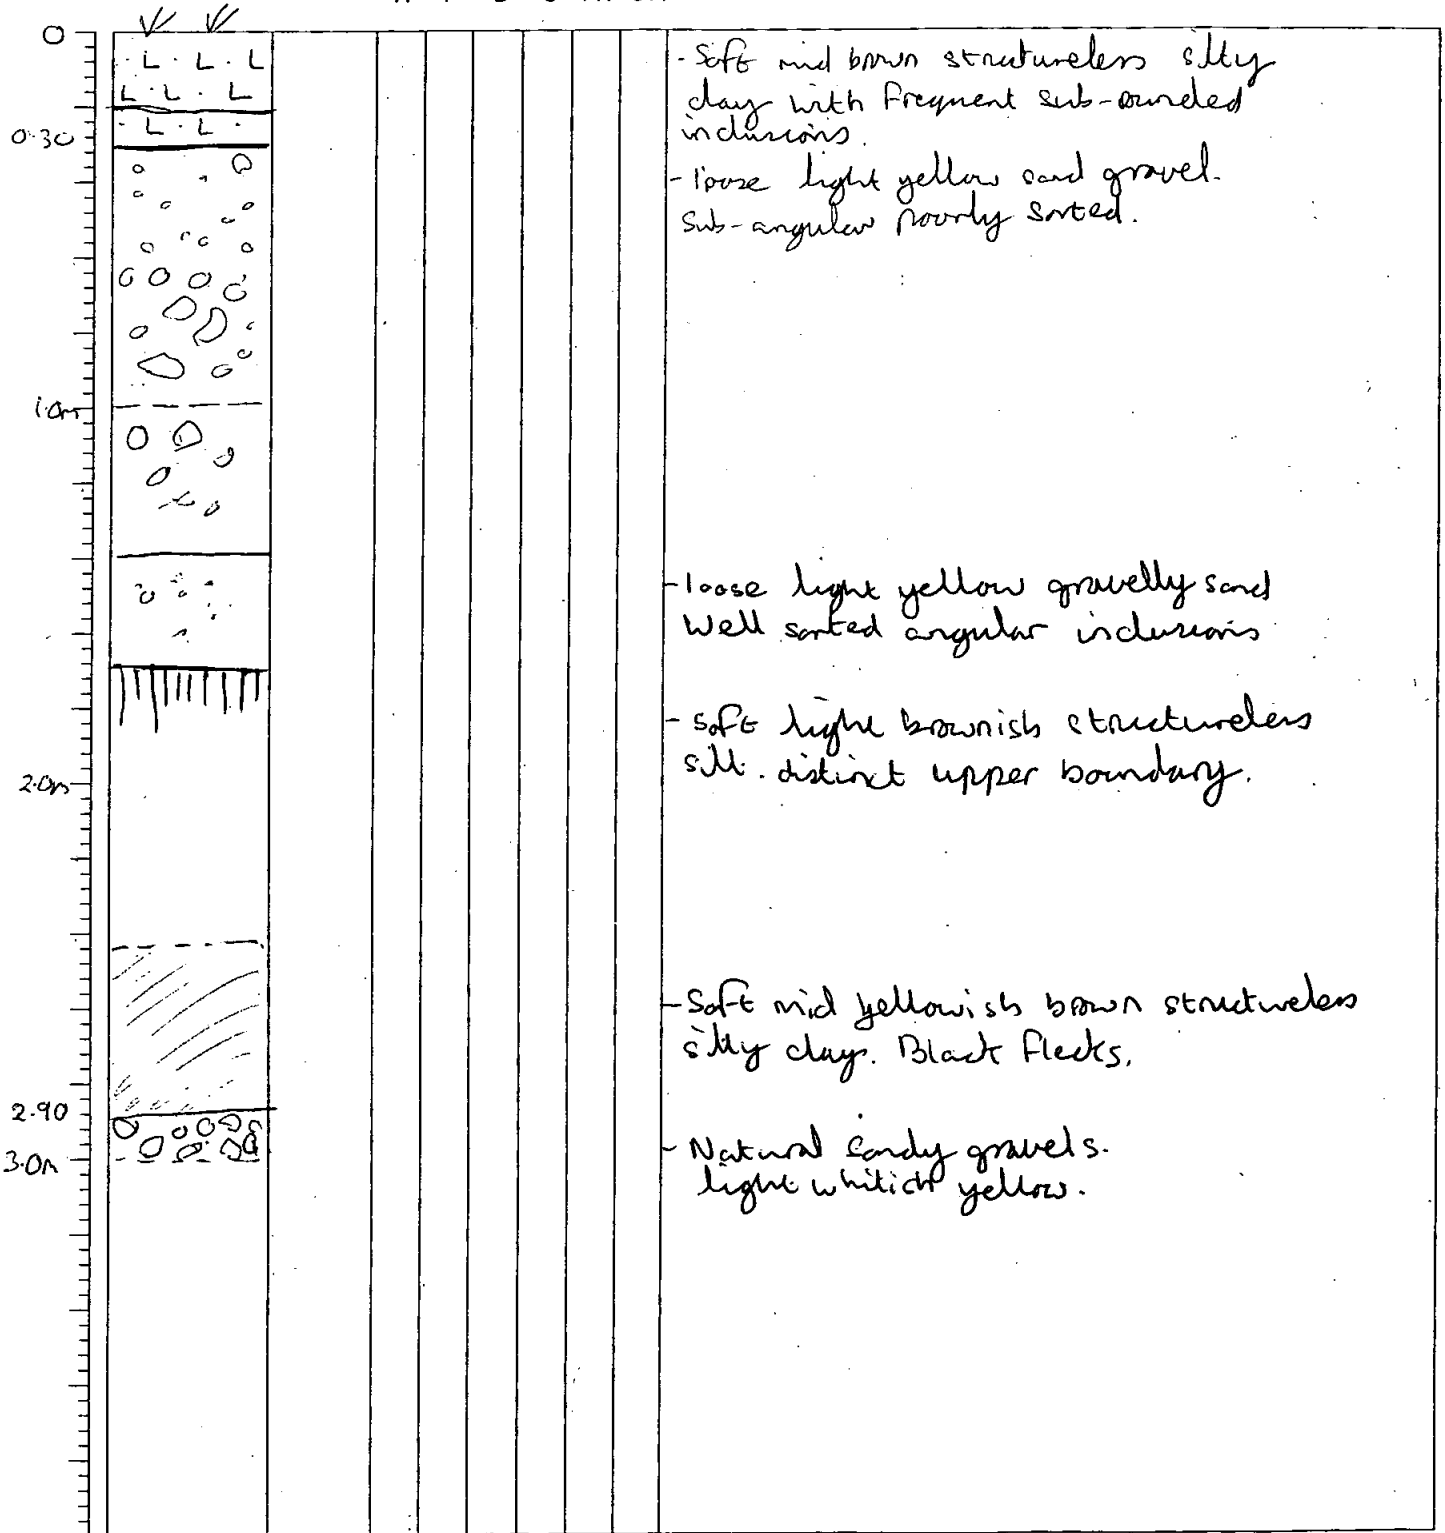 0
- Soft mid brown structureless silty
clay with frequent sub-rounded
inclusions.
0.30
- loose light yellow sand gravel.
Sub-angular poorly sorted.
1.0m
- loose light yellow gravelly sand
Well sorted angular inclusions
- Soft light brownish structureless
silt. distinct upper boundary.
2.0m
- Soft mid yellowish brown structureless
silty clay. Black flecks.
2.90
- Natural sandy gravels.
3.0m
light whitish yellow.